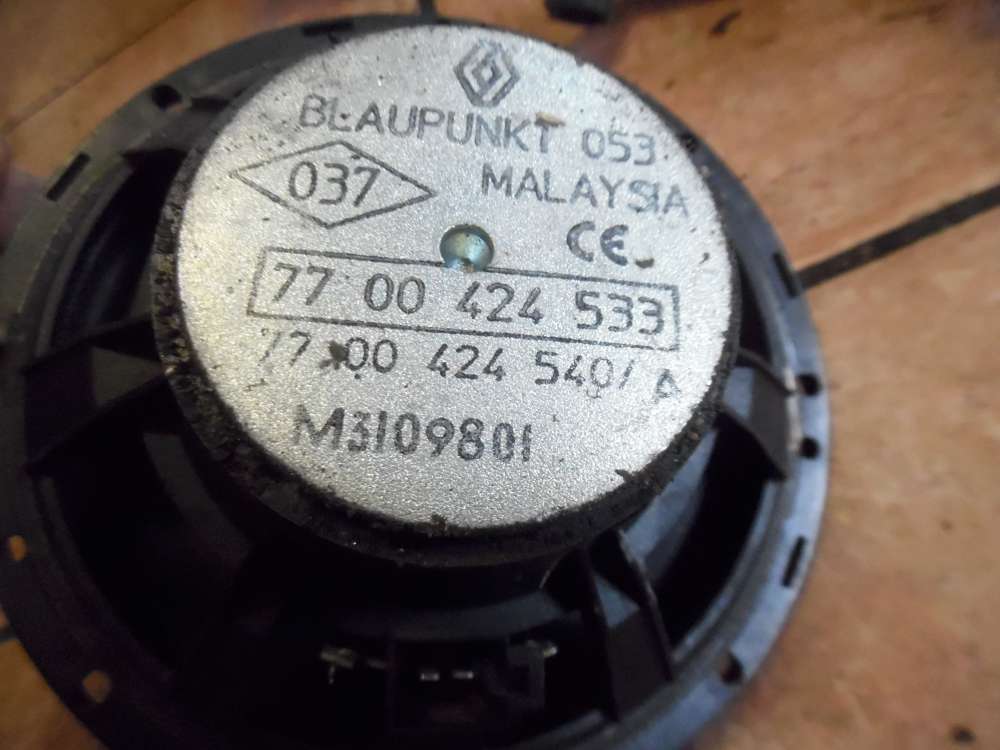 BLAUPUNKT 053
037 MALAYSIA
CE
77 00 424 533
77 00 424 540/A
M3109801